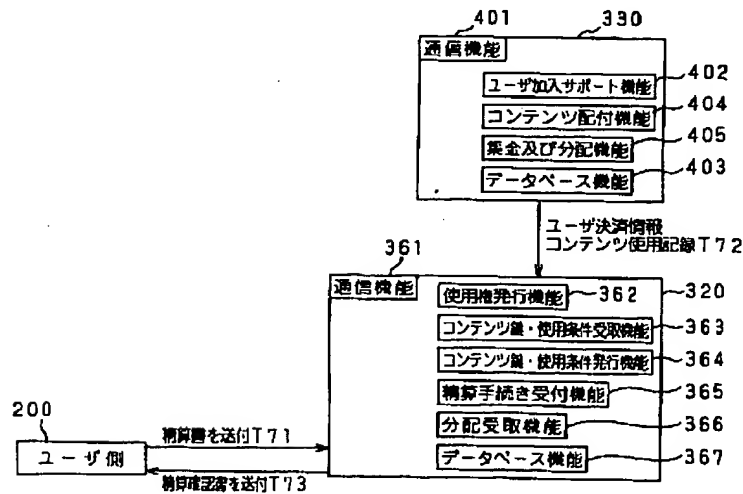 401
330
通信機能
ユーザ加入サポート機能
402
コンテンツ配付機能
404
集金及び分配機能
405
データベース機能
403
ユーザ決済情報
コンテンツ使用記録T72
361
通信機能
使用権発行機能
362
320
コンテンツ鍵・使用条件受取機能
363
コンテンツ鍵・使用条件発行機能
364
精算手続き受付機能
365
分配受取機能
366
データベース機能
367
200
ユーザ側
精算書を送付T71
精算確認書を送付T73